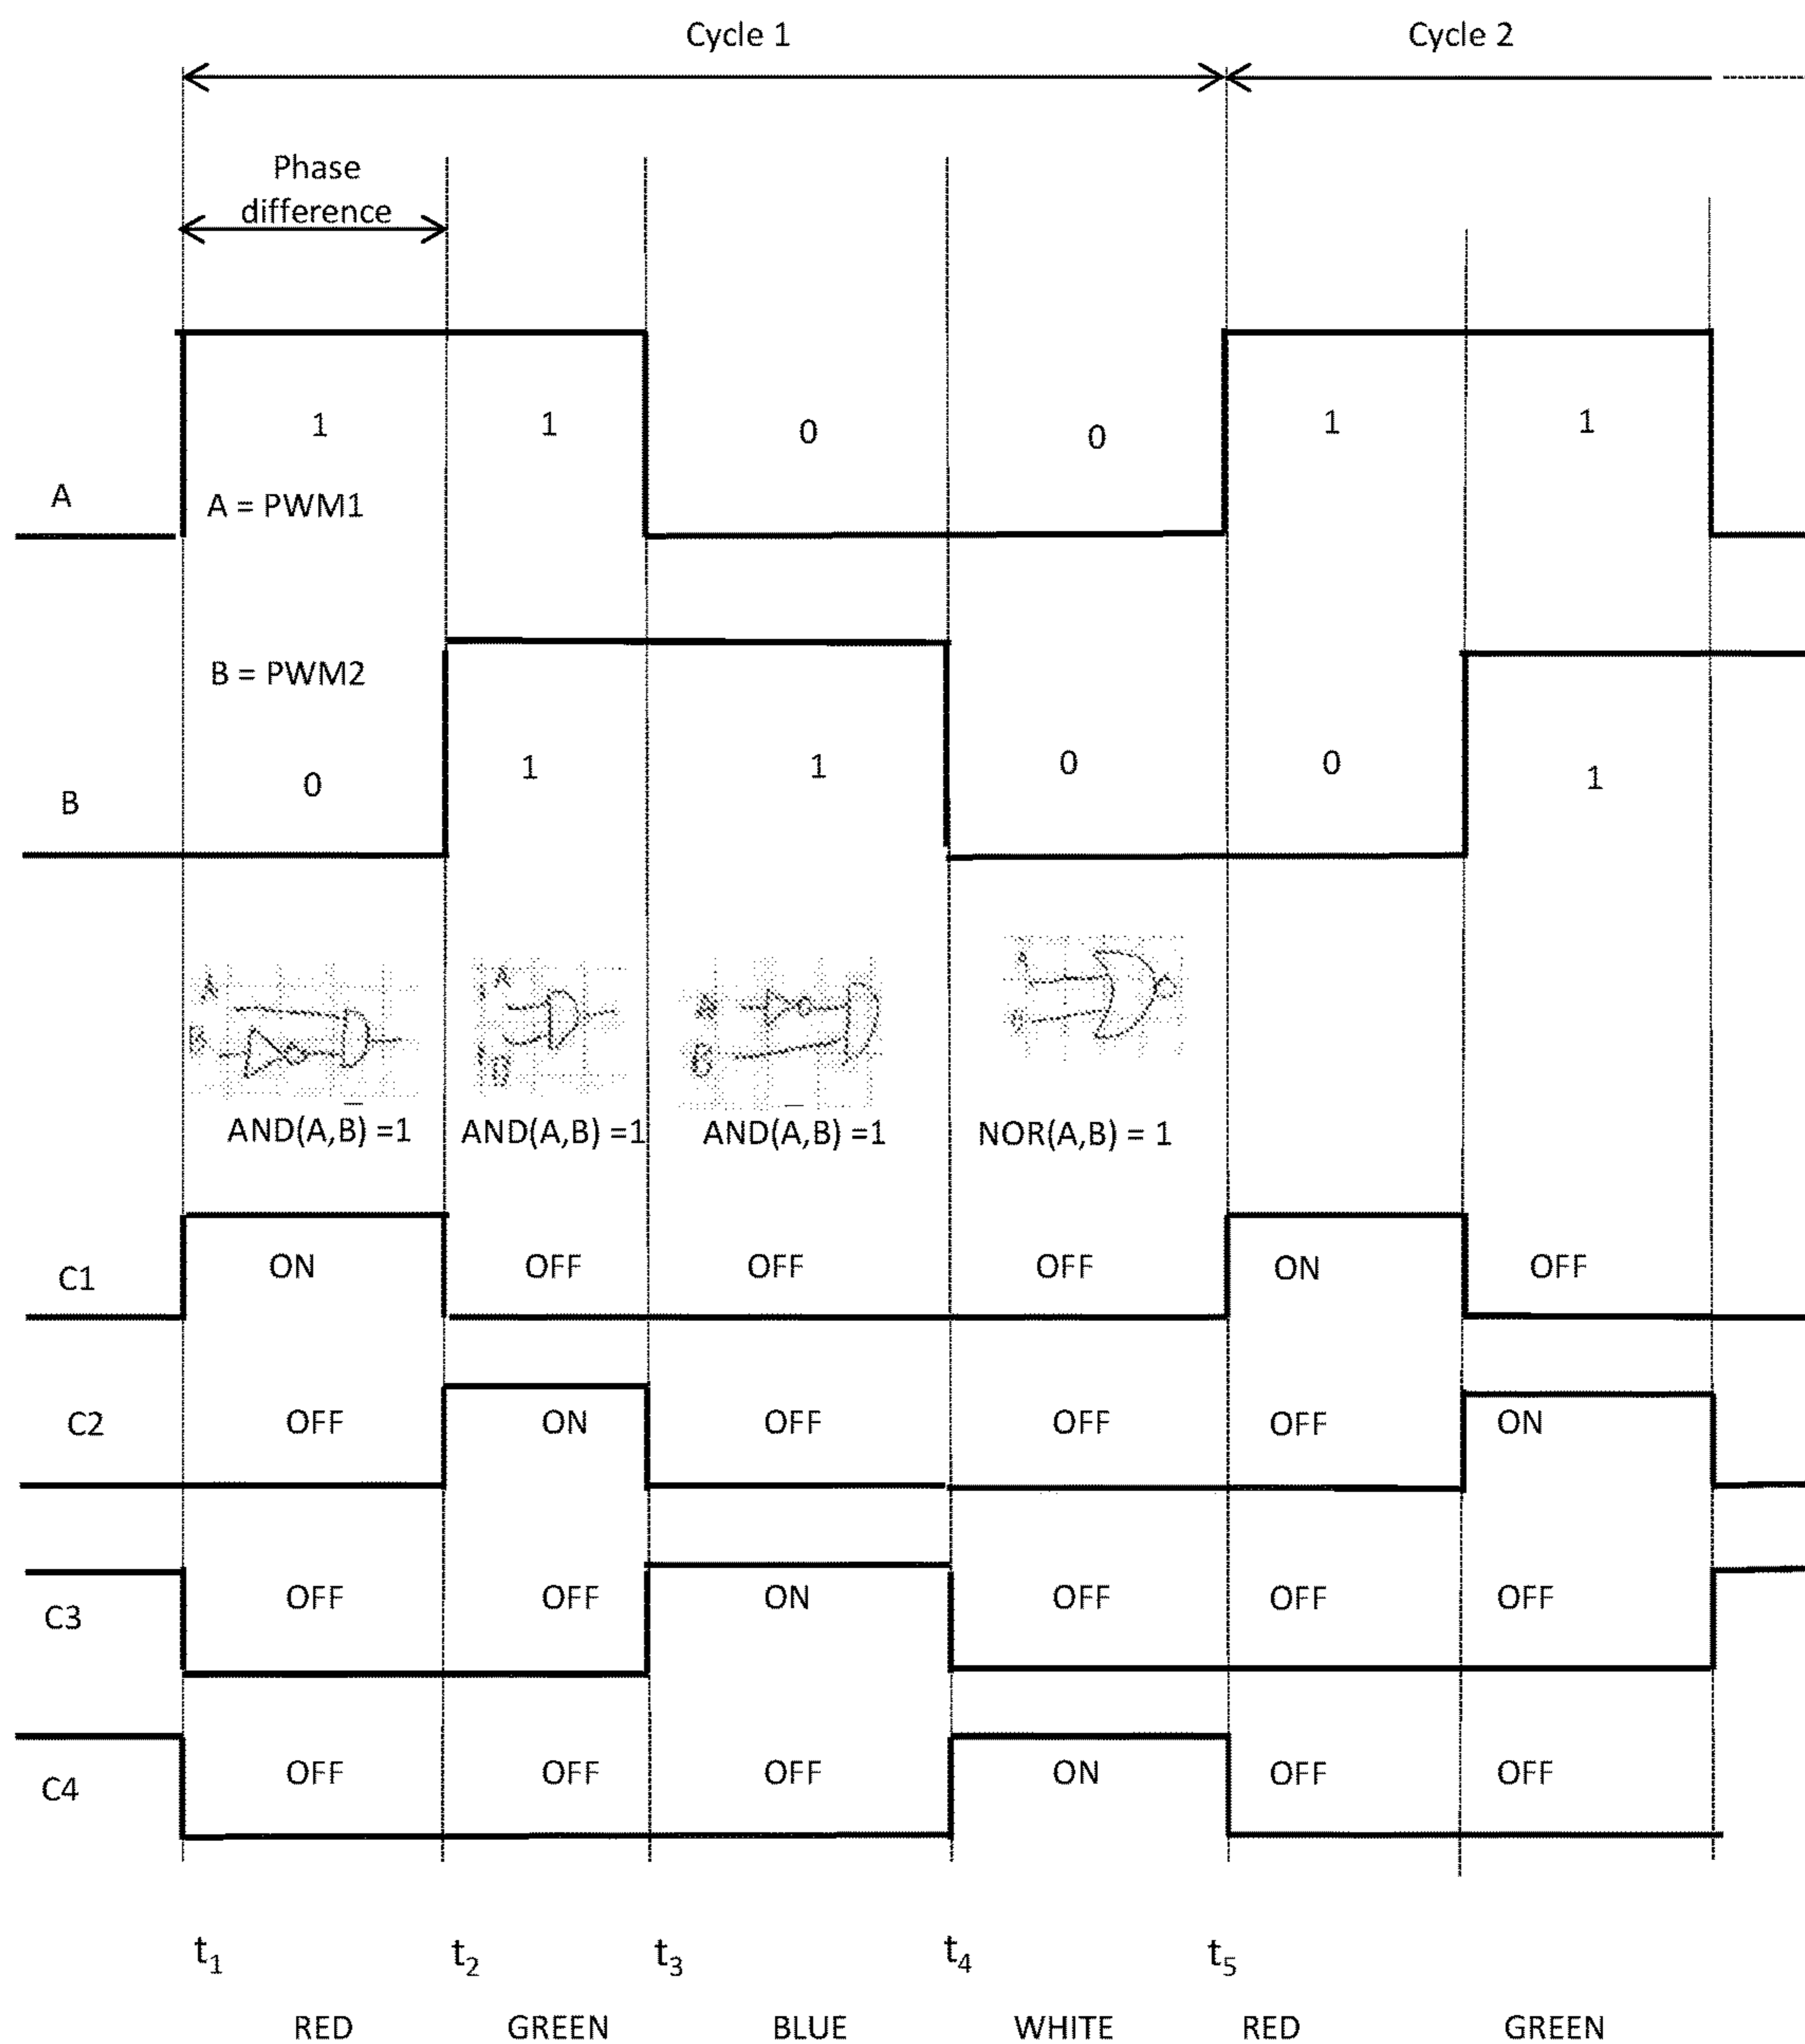 Cycle 1 Cycle 2
Phase
difference
1 1 0 0 1 1
A
A = PWM1
B = PWM2
0 1 1 0 0 1
B
A
B
A
B
AND(A,B̅) =1 AND(A,B) =1 AND(A̅,B) =1 NOR(A,B) = 1
C1 ON OFF OFF OFF ON OFF
C2 OFF ON OFF OFF OFF ON
C3 OFF OFF ON OFF OFF OFF
C4 OFF OFF OFF ON OFF OFF
t₁ t₂ t₃ t₄ t₅
RED GREEN BLUE WHITE RED GREEN